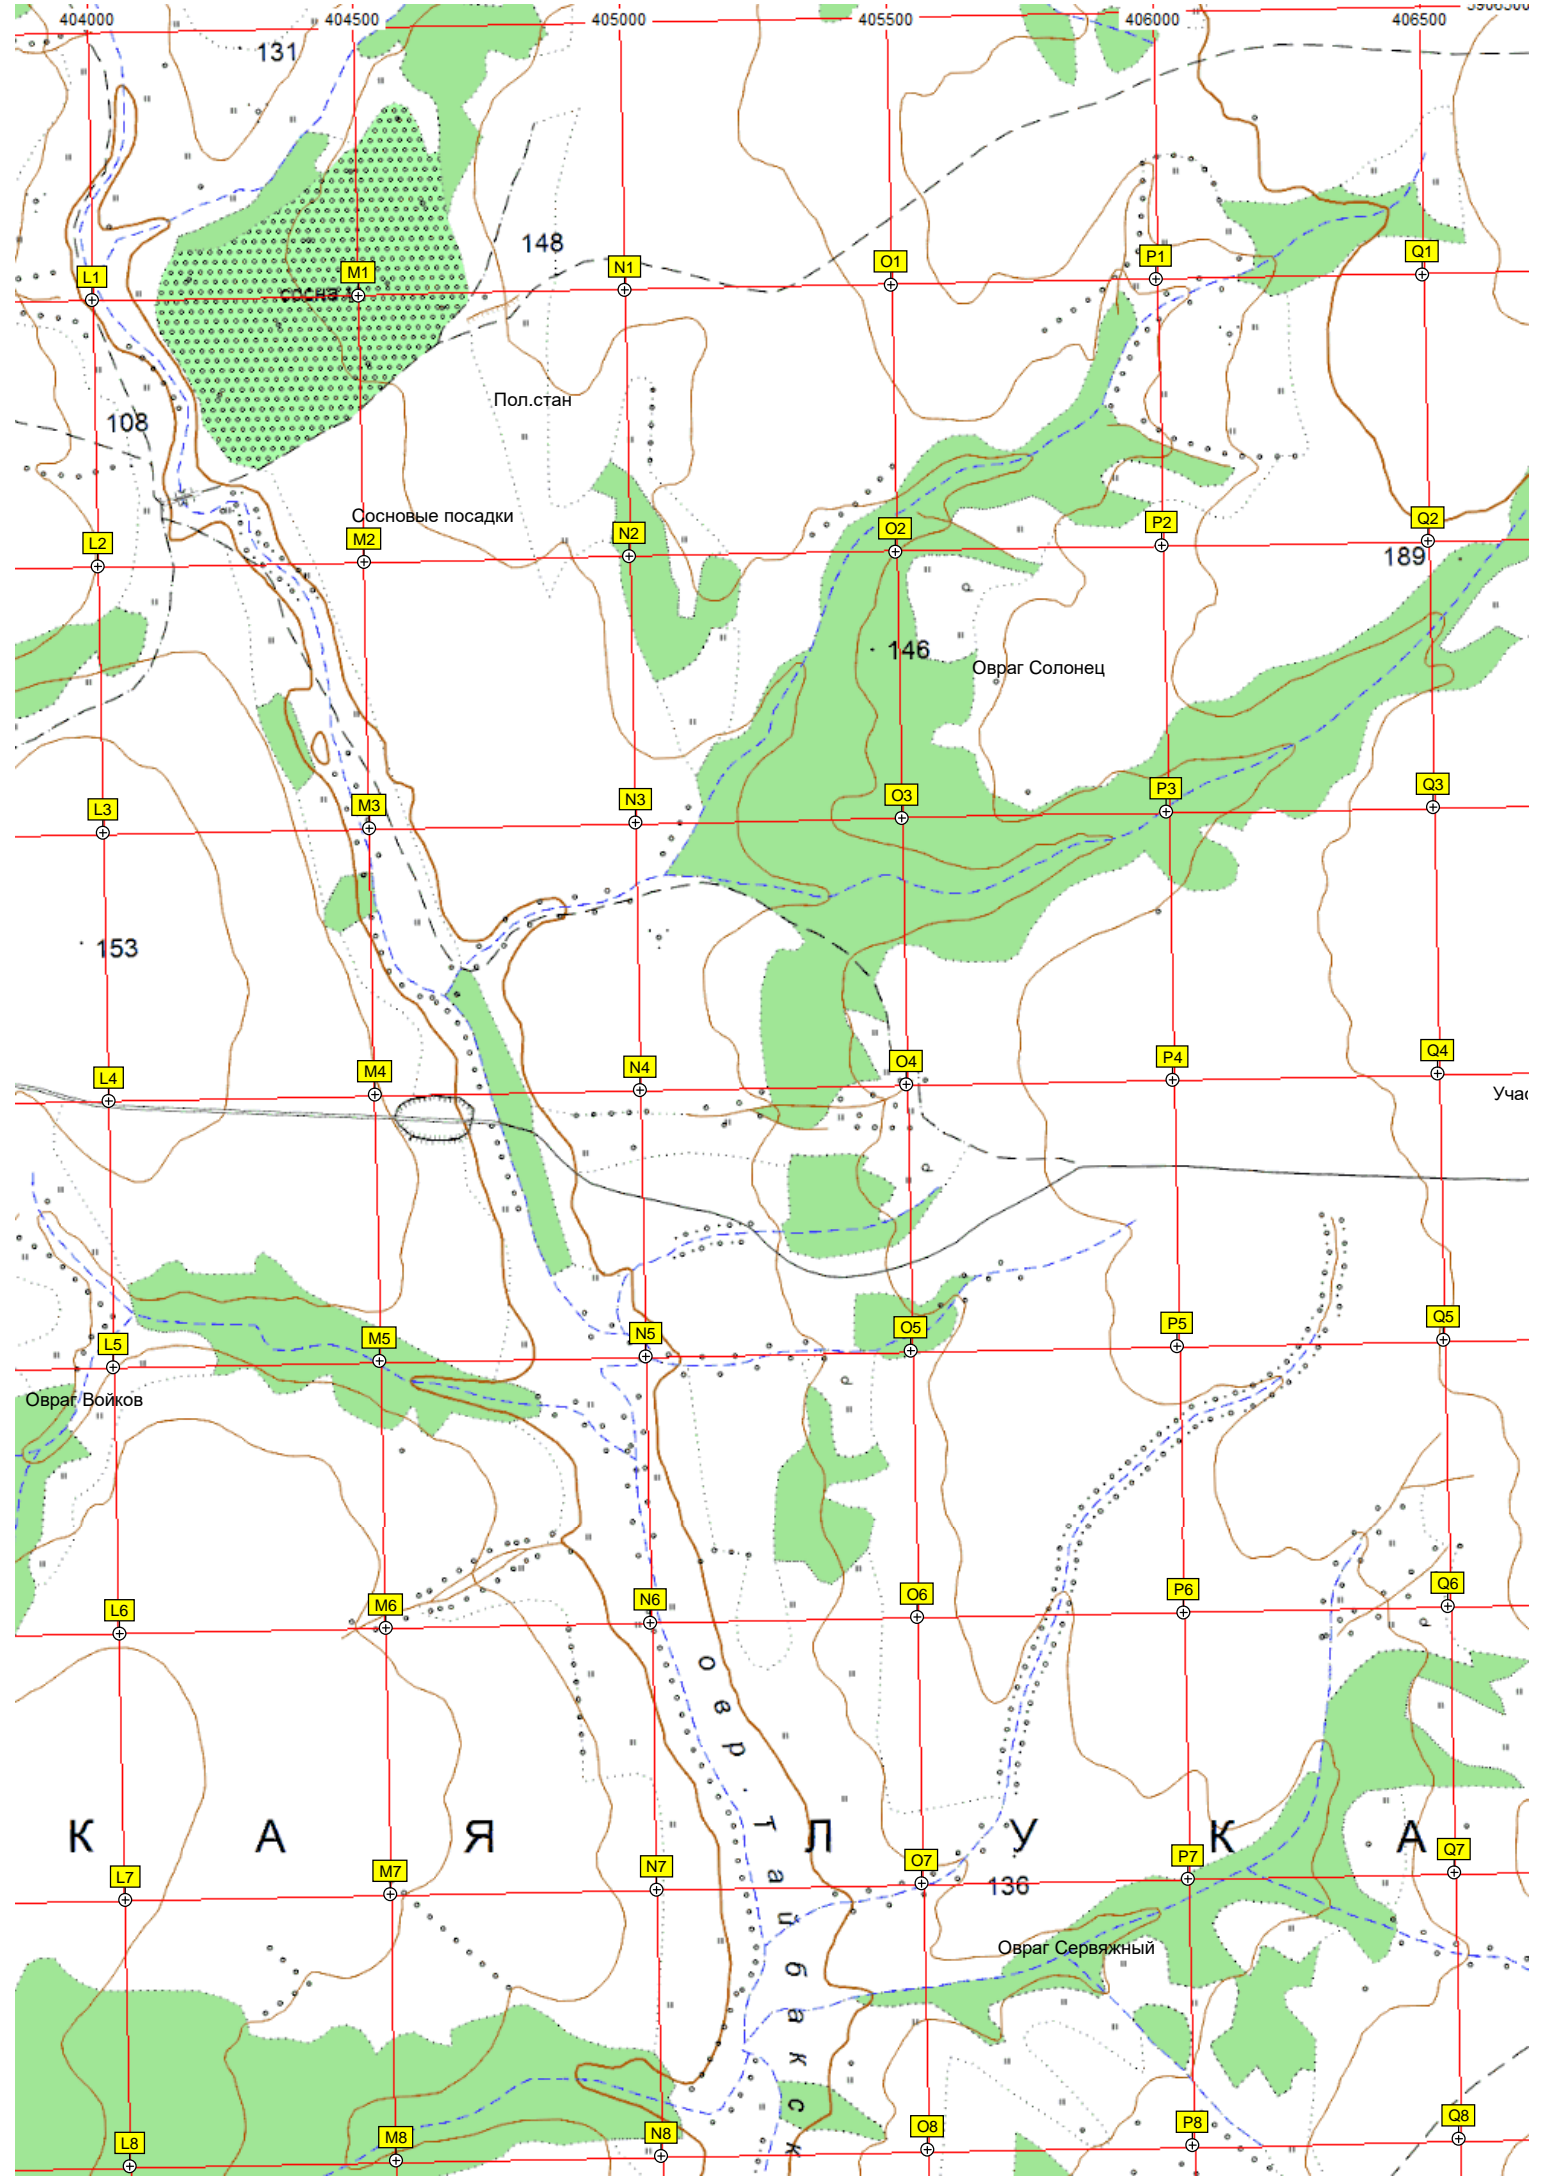 404000 404500 405000 405500 406000 406500
131
148
L1 M1 N1 O1 P1 Q1
сосна
Пол.стан
108
Сосновые посадки
L2 M2 N2 O2 P2 Q2
189
146
Овраг Солонец
L3 M3 N3 O3 P3 Q3
153
L4 M4 N4 O4 P4 Q4
Учас
L5 M5 N5 O5 P5 Q5
Овраг Войков
L6 M6 N6 O6 P6 Q6
овр. Тайбакск
К А Я Л У К А
L7 M7 N7 O7 P7 Q7
136
Овраг Сервяжный
L8 M8 N8 O8 P8 Q8